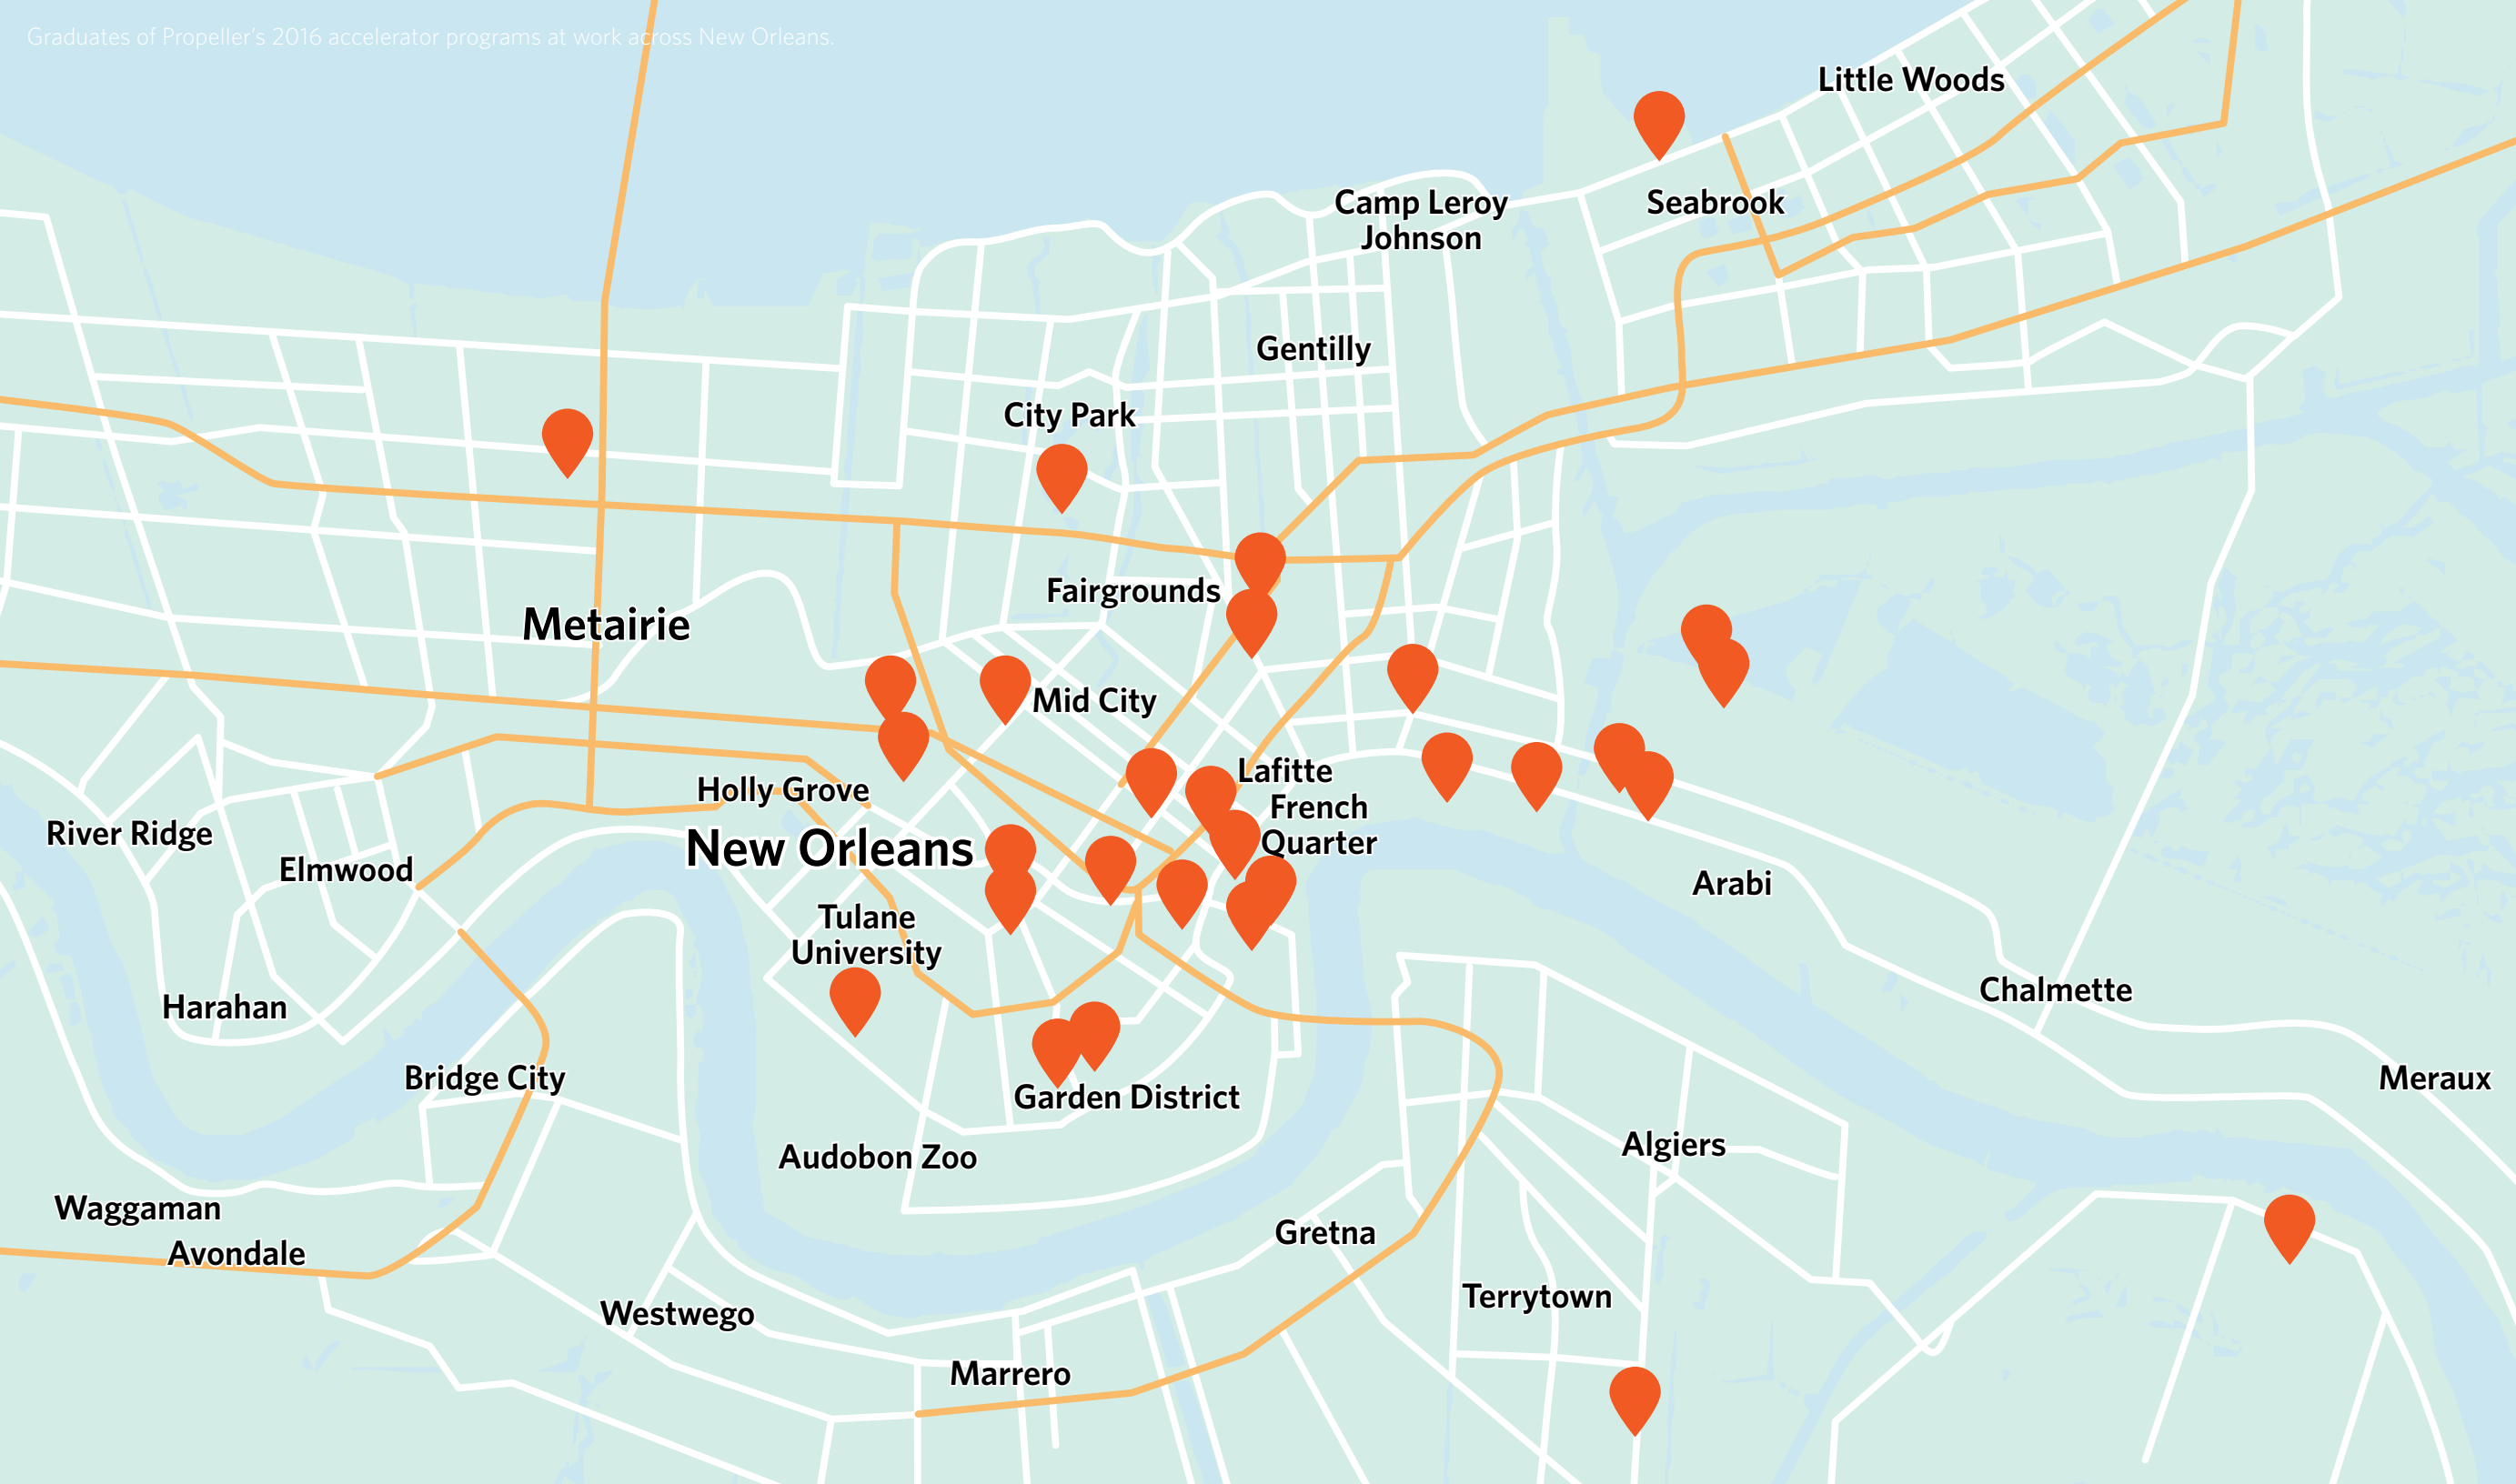 Graduates of Propeller's 2016 accelerator programs at work across New Orleans.
Little Woods
Camp Leroy
Johnson
Seabrook
Gentilly
City Park
Fairgrounds
Metairie
Mid City
Lafitte
French
Quarter
Holly Grove
River Ridge
New Orleans
Elmwood
Arabi
Tulane
University
Harahan
Chalmette
Bridge City
Meraux
Garden District
Algiers
Audobon Zoo
Waggaman
Gretna
Avondale
Terrytown
Westwego
Marrero